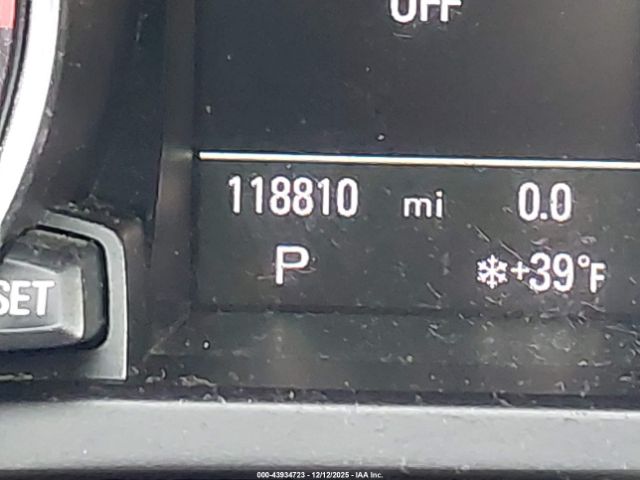 OFF
118810 mi 0.0
P ❄+39°F
SET
000-43934723 - 12/12/2025 - IAA Inc.